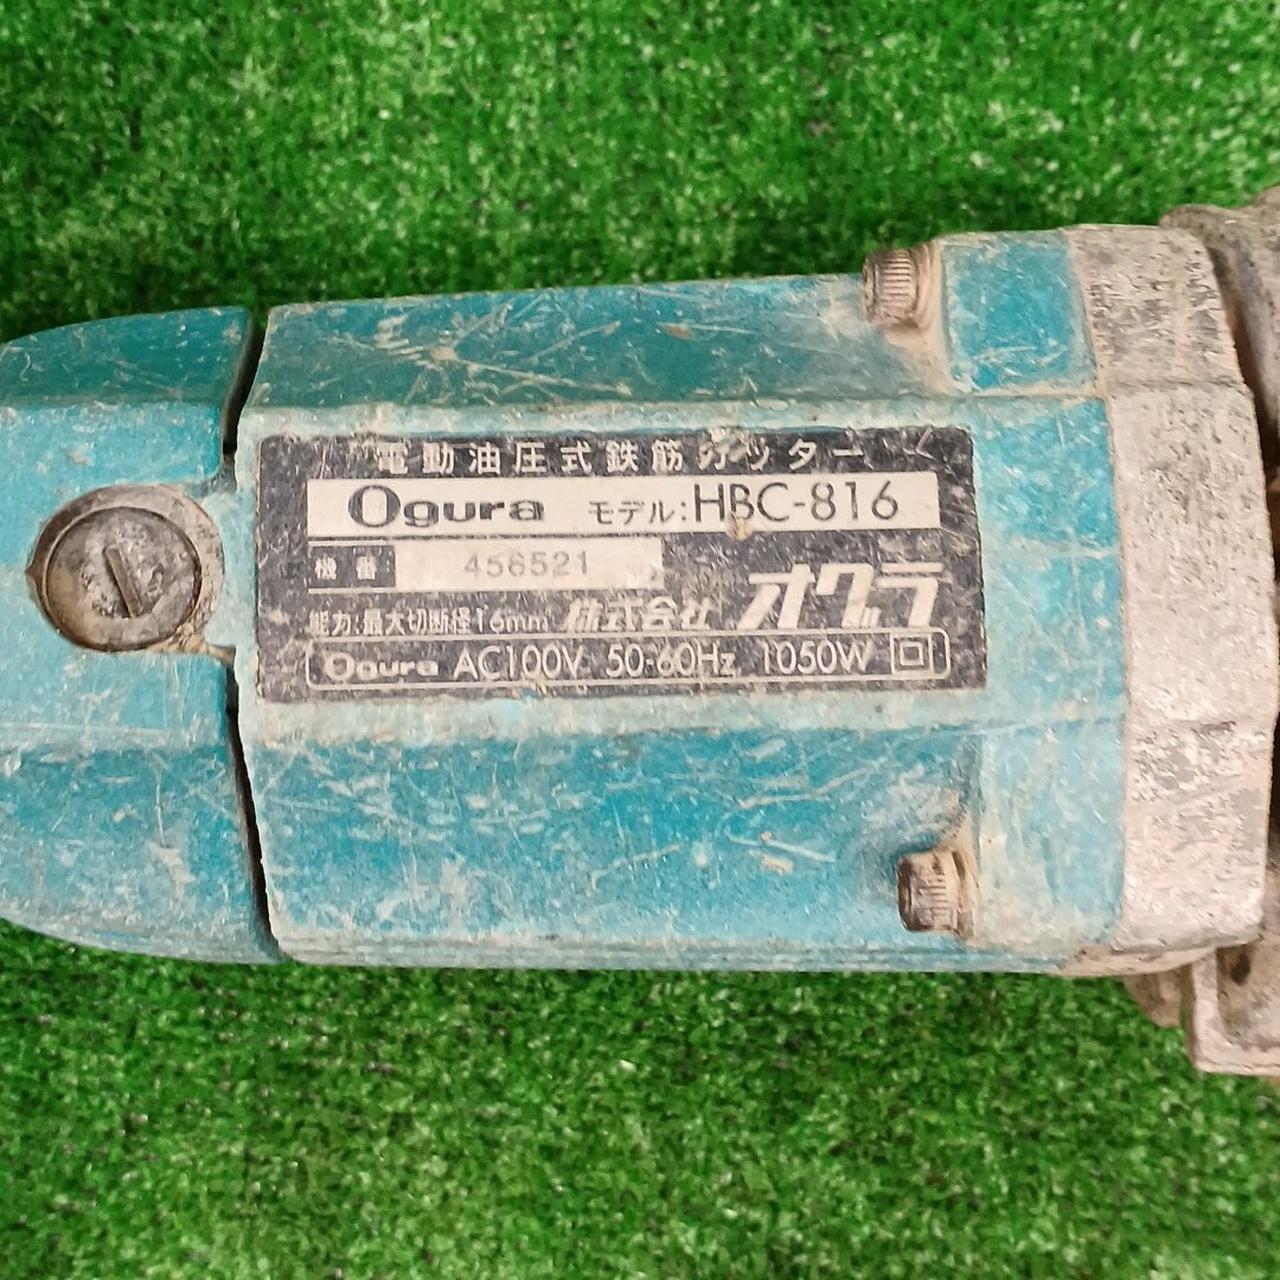 電動油圧式鉄筋カッター
Ogura モデル:HBC-816
機番 456521
能力:最大切断径16mm 株式会社 オグラ
Ogura AC100V 50-60Hz 1050W